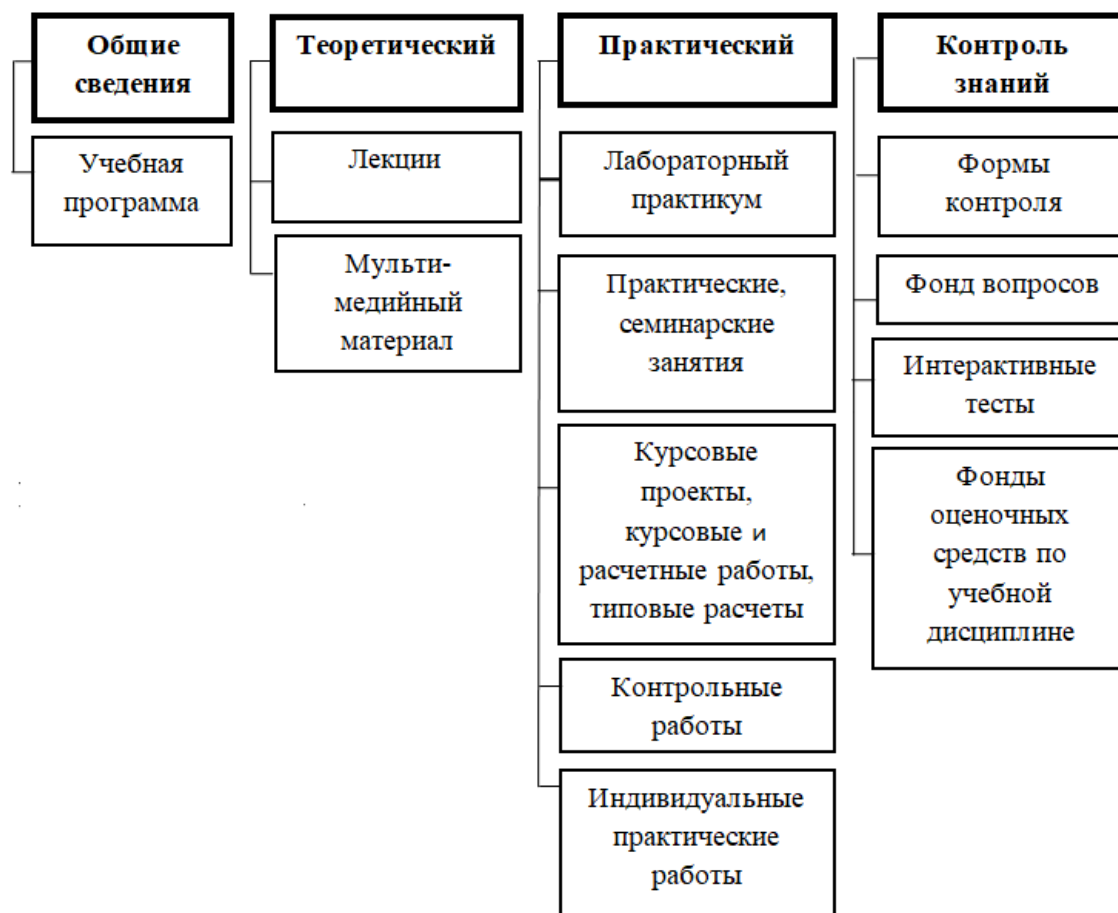 Общие
сведения
Учебная
программа
Теоретический
Лекции
Мульти-
медийный
материал
Практический
Лабораторный
практикум
Практические,
семинарские
занятия
Курсовые
проекты,
курсовые и
расчетные работы,
типовые расчеты
Контрольные
работы
Индивидуальные
практические
работы
Контроль
знаний
Формы
контроля
Фонд вопросов
Интерактивные
тесты
Фонды
оценочных
средств по
учебной
дисциплине